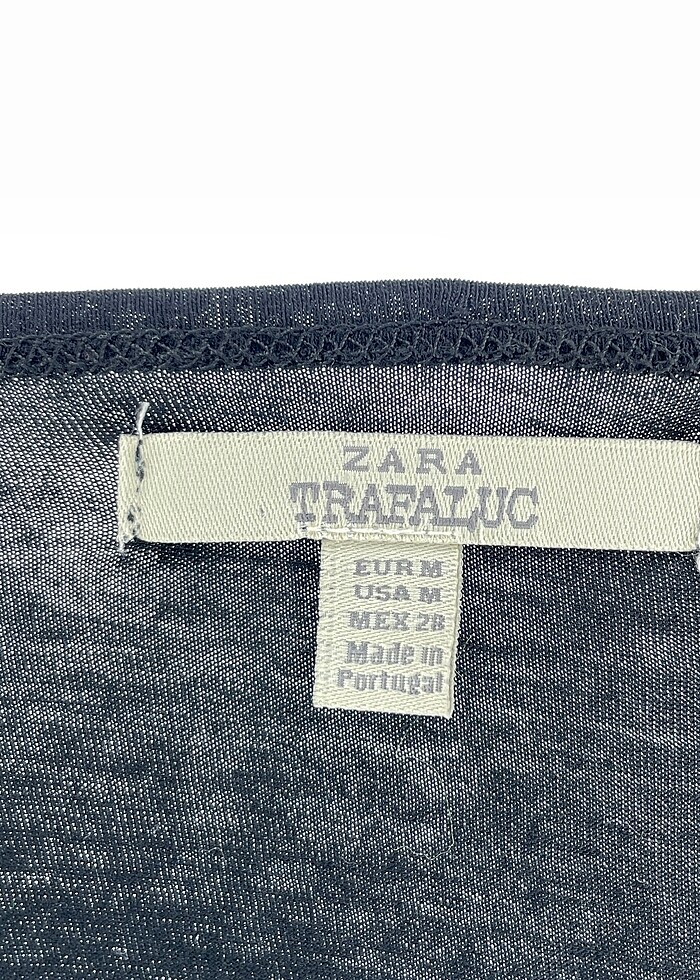 ZARA
TRAFALUC
EUR M
USA M
MEX 28
Made in
Portugal